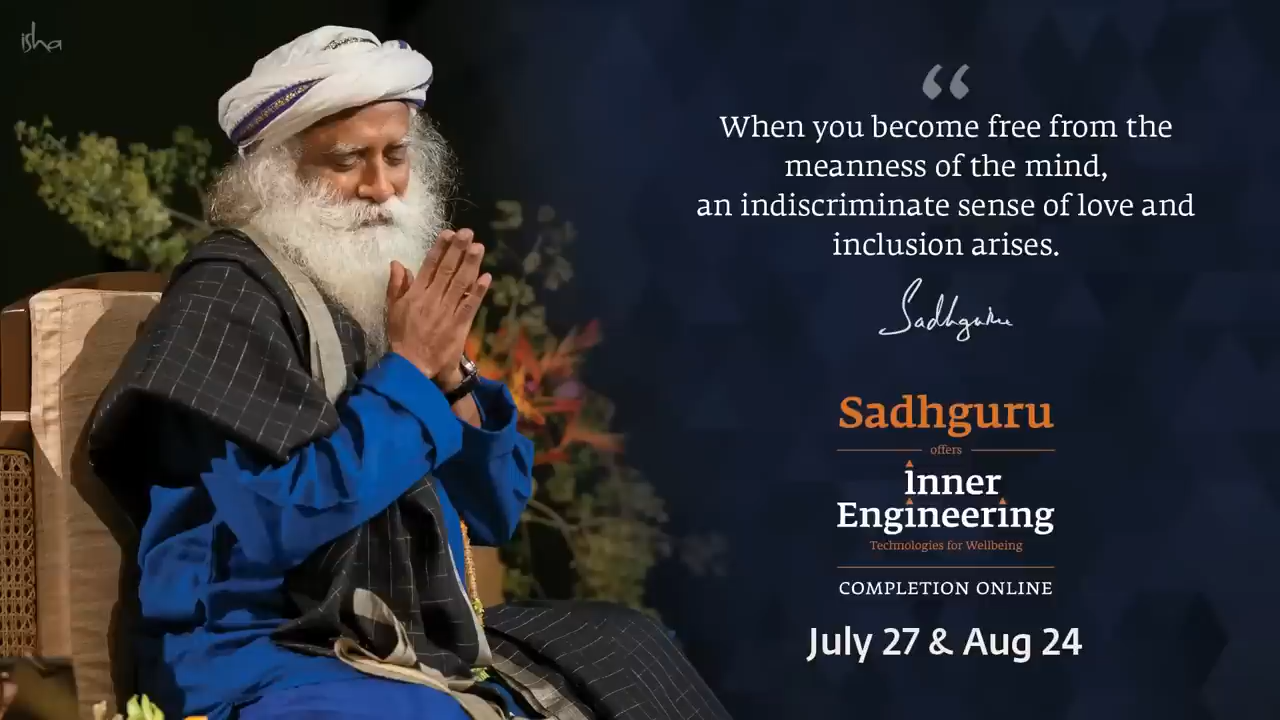 isha
“
When you become free from the
meanness of the mind,
an indiscriminate sense of love and
inclusion arises.
Sadhguru
Sadhguru
offers
inner
Engineering
Technologies for Wellbeing
COMPLETION ONLINE
July 27 & Aug 24